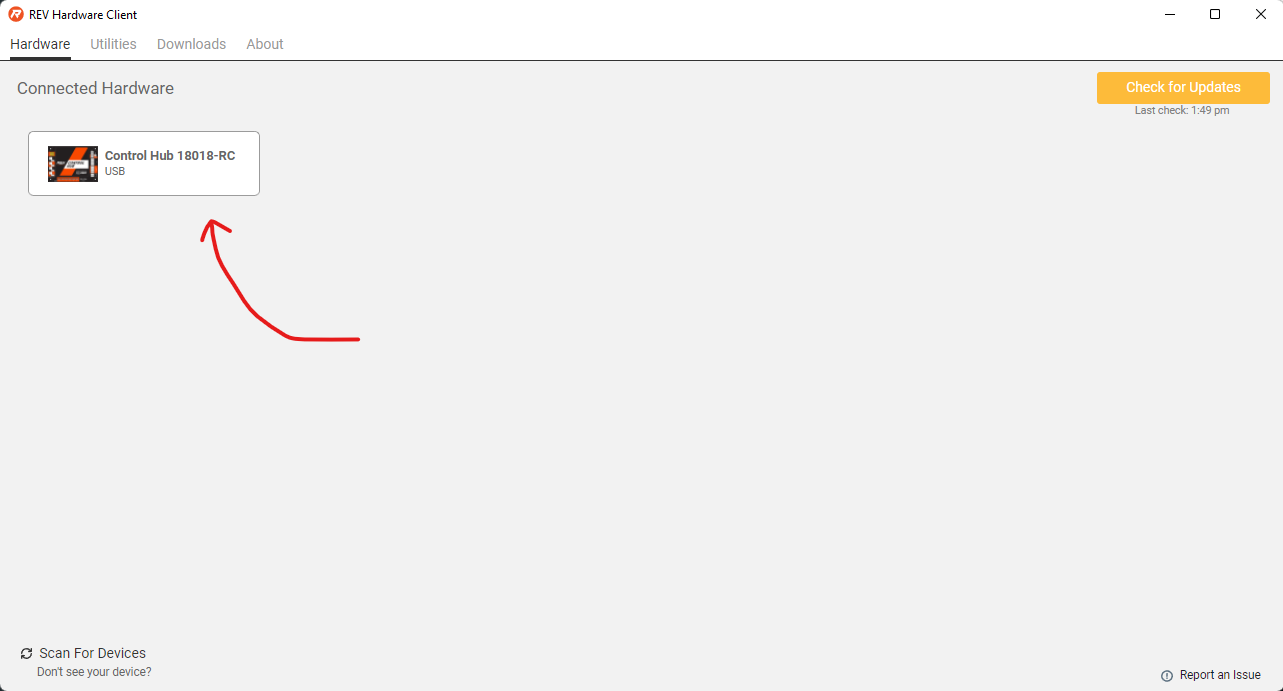 REV Hardware Client
Hardware Utilities Downloads About
Connected Hardware
Check for Updates
Last check: 1:49 pm
Control Hub 18018-RC
USB
Scan For Devices
Don't see your device?
Report an Issue